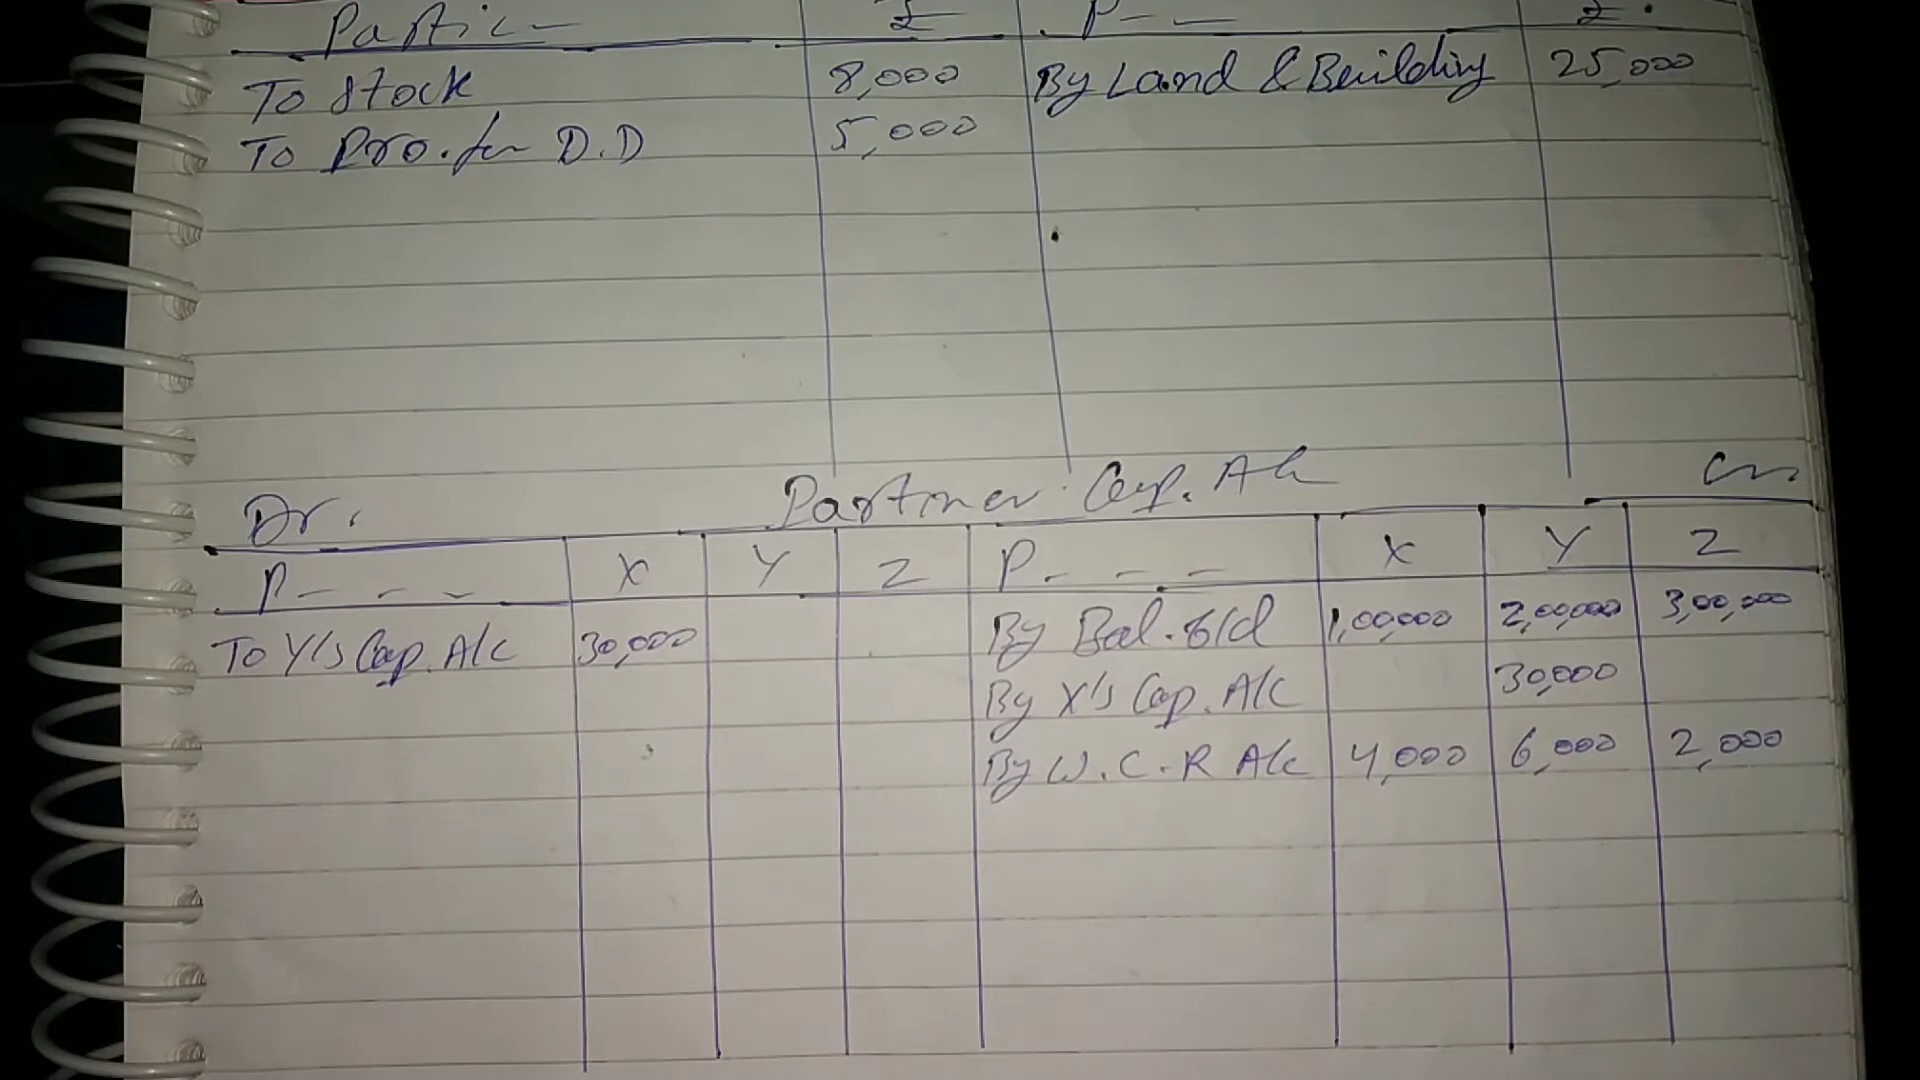 Partic- ₹ P-- ₹.
To Stock 8,000 By Land & Building 25,000
To Pro. for D.D 5,000
Dr. Partner Cap. A/c Cr.
P--- X Y Z P--- X Y Z
By Bal. b/d 1,00,000 2,00,000 3,00,000
To Y's Cap. A/c 30,000
By X's Cap. A/c 30,000
By W.C.R A/c 4,000 6,000 2,000